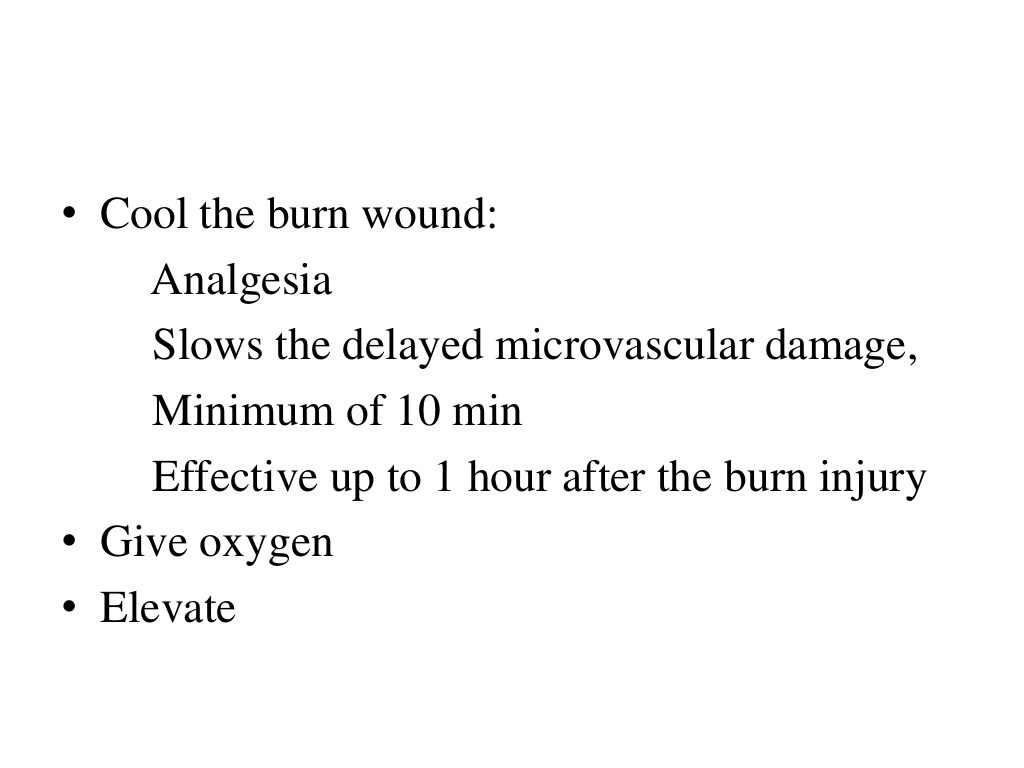 • Cool the burn wound:
Analgesia
Slows the delayed microvascular damage,
Minimum of 10 min
Effective up to 1 hour after the burn injury
• Give oxygen
• Elevate